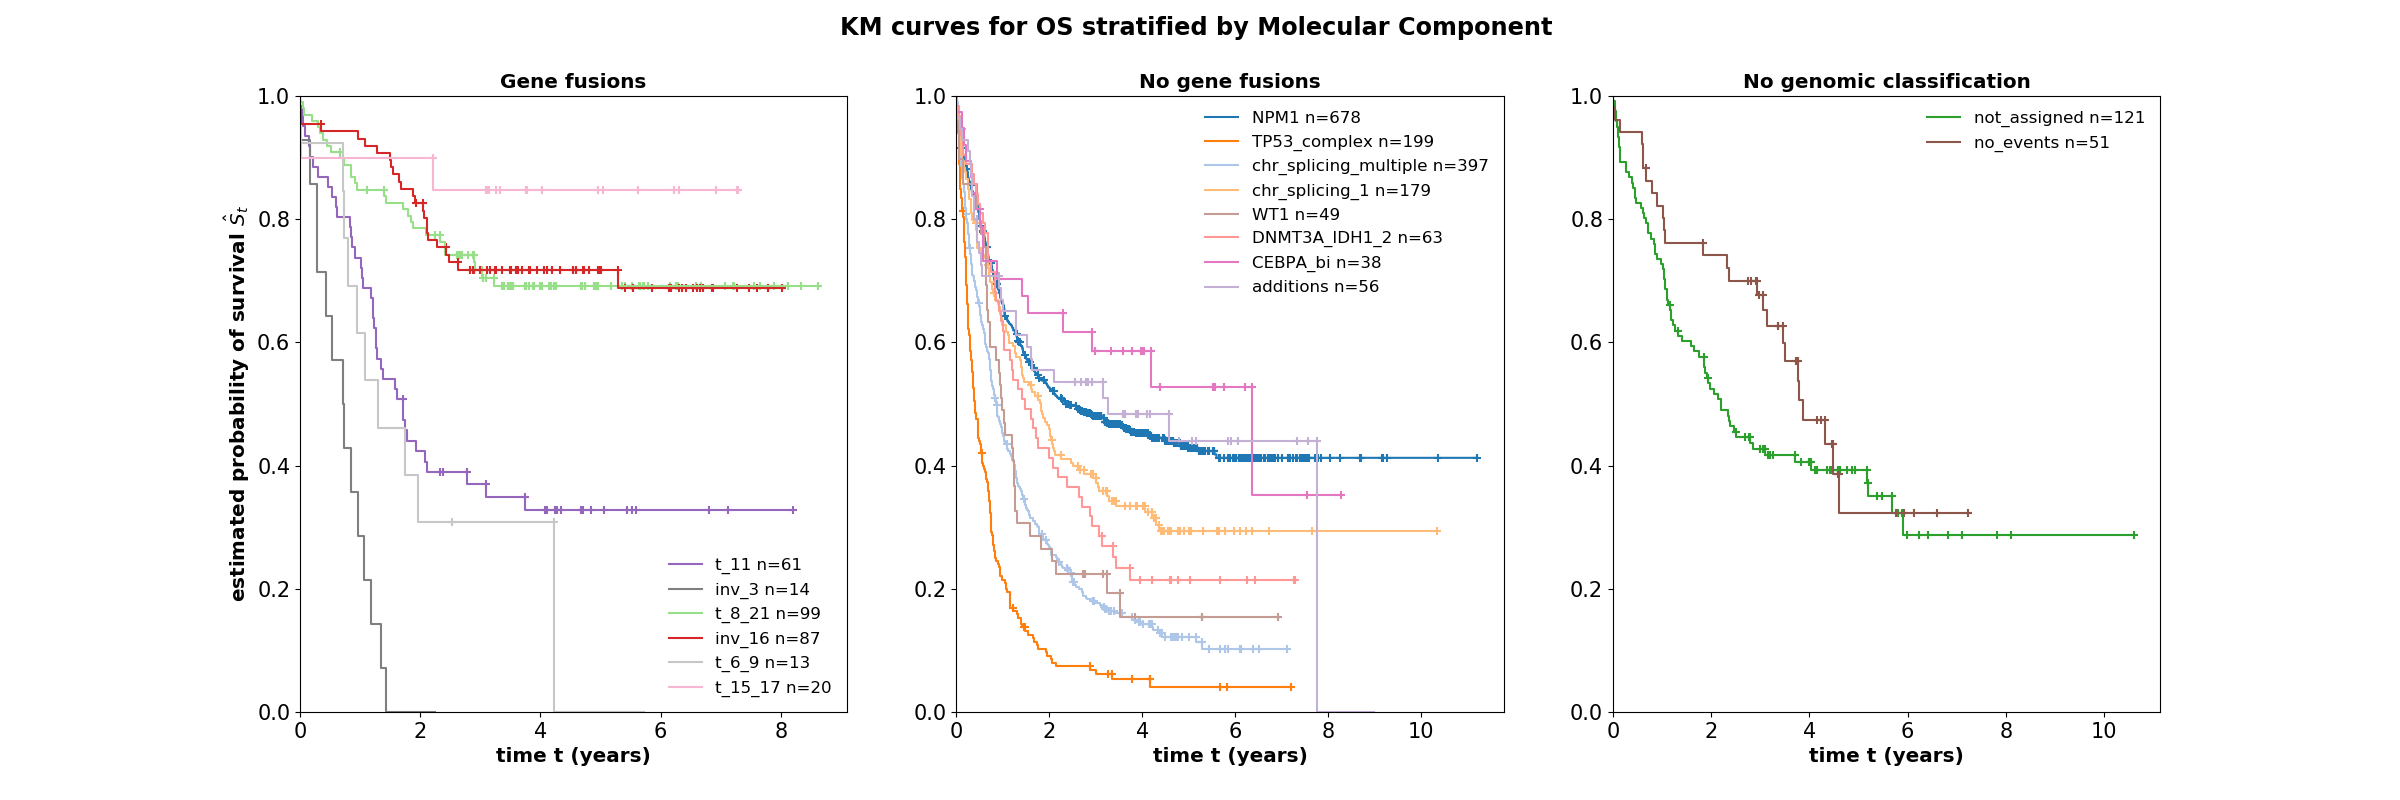 KM curves for OS stratified by Molecular Component
Gene fusions
estimated probability of survival Ŝt
1.0
0.8
0.6
0.4
0.2
0.0
t_11 n=61
inv_3 n=14
t_8_21 n=99
inv_16 n=87
t_6_9 n=13
t_15_17 n=20
0 2 4 6 8
time t (years)
No gene fusions
1.0
0.8
0.6
0.4
0.2
0.0
NPM1 n=678
TP53_complex n=199
chr_splicing_multiple n=397
chr_splicing_1 n=179
WT1 n=49
DNMT3A_IDH1_2 n=63
CEBPA_bi n=38
additions n=56
0 2 4 6 8 10
time t (years)
No genomic classification
1.0
0.8
0.6
0.4
0.2
0.0
not_assigned n=121
no_events n=51
0 2 4 6 8 10
time t (years)